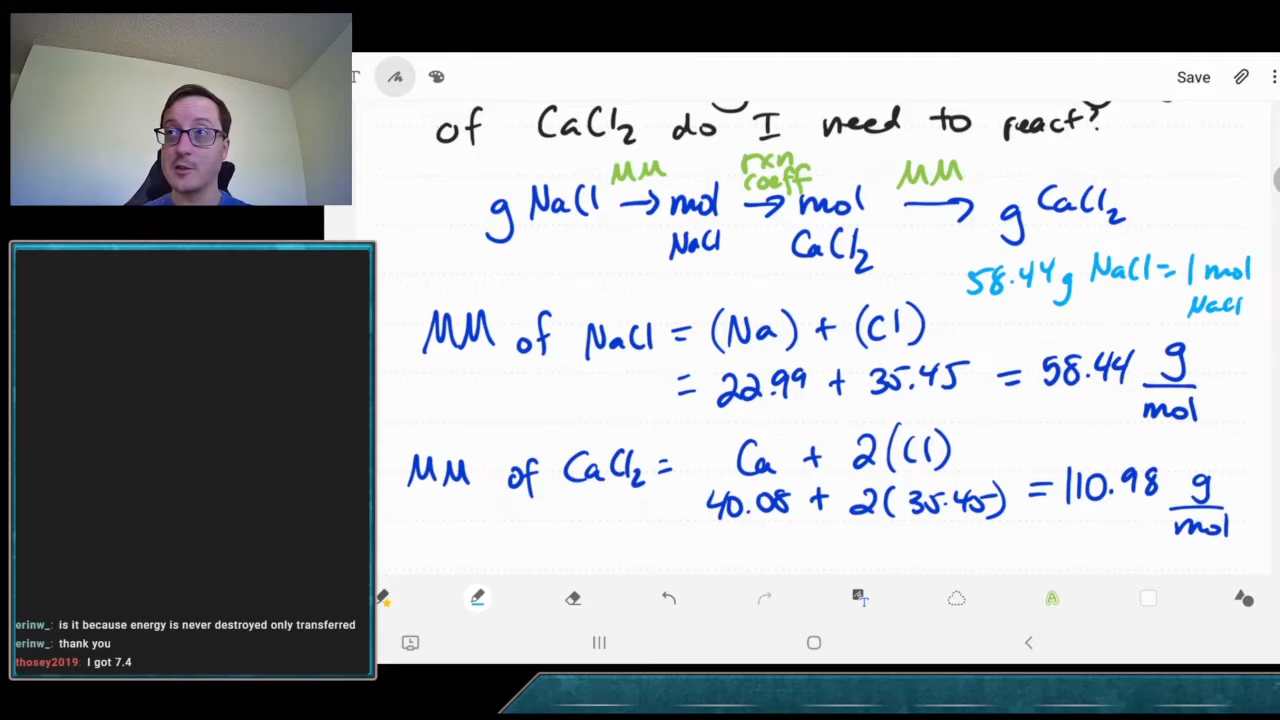 T
Save
of CaCl2 do I need to react?
MM rxn coeff MM
g NaCl → mol NaCl → mol CaCl2 → g CaCl2
58.44 g NaCl = 1 mol NaCl
MM of NaCl = (Na) + (Cl)
= 22.99 + 35.45 = 58.44 g/mol
MM of CaCl2 = Ca + 2(Cl)
40.08 + 2(35.45) = 110.98 g/mol
erinw_: is it because energy is never destroyed only transferred
erinw_: thank you
thosey2019: I got 7.4